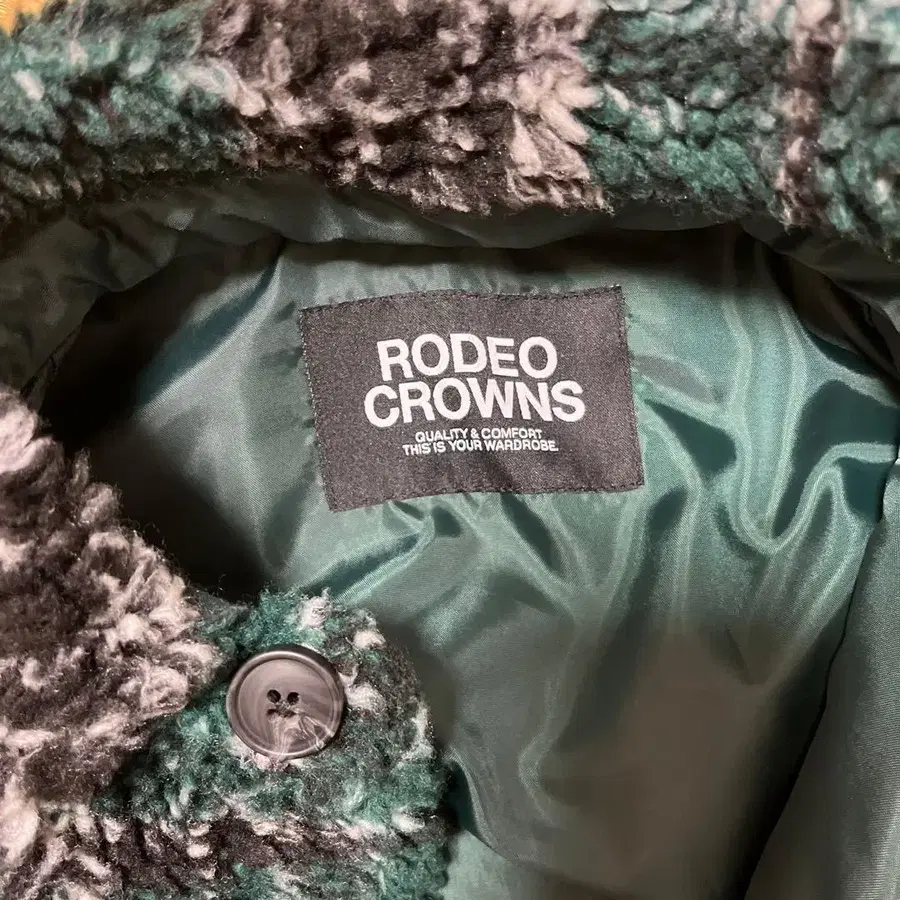 RODEO
CROWNS
QUALITY & COMFORT
THIS IS YOUR WARDROBE.